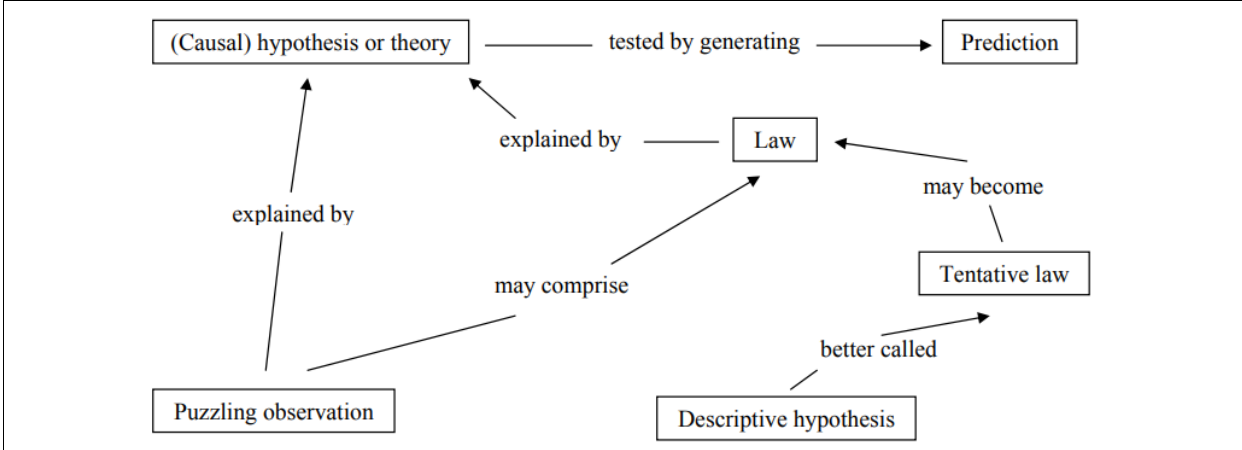 (Causal) hypothesis or theory
tested by generating
Prediction
explained by
Law
may become
explained by
Tentative law
may comprise
better called
Puzzling observation
Descriptive hypothesis